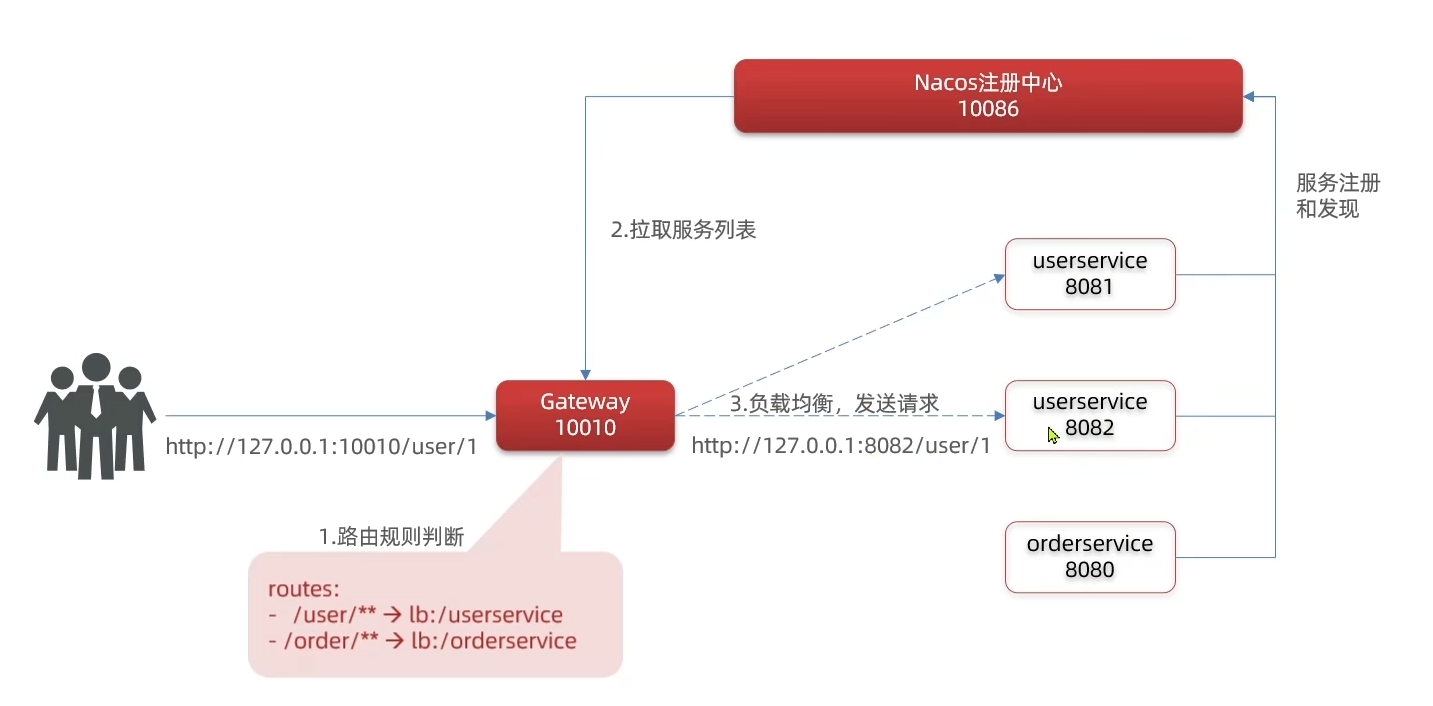 Nacos注册中心
10086
服务注册
和发现
2.拉取服务列表
userservice
8081
Gateway
10010
3.负载均衡，发送请求
userservice
8082
http://127.0.0.1:10010/user/1
http://127.0.0.1:8082/user/1
1.路由规则判断
orderservice
8080
routes:
- /user/** → lb:/userservice
- /order/** → lb:/orderservice